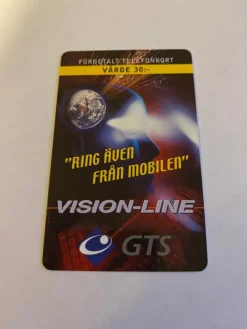 FÖRBETALT TELEFONKORT
VÄRDE 30:-
"RING ÄVEN
FRÅN MOBILEN"
VISION-LINE
GTS